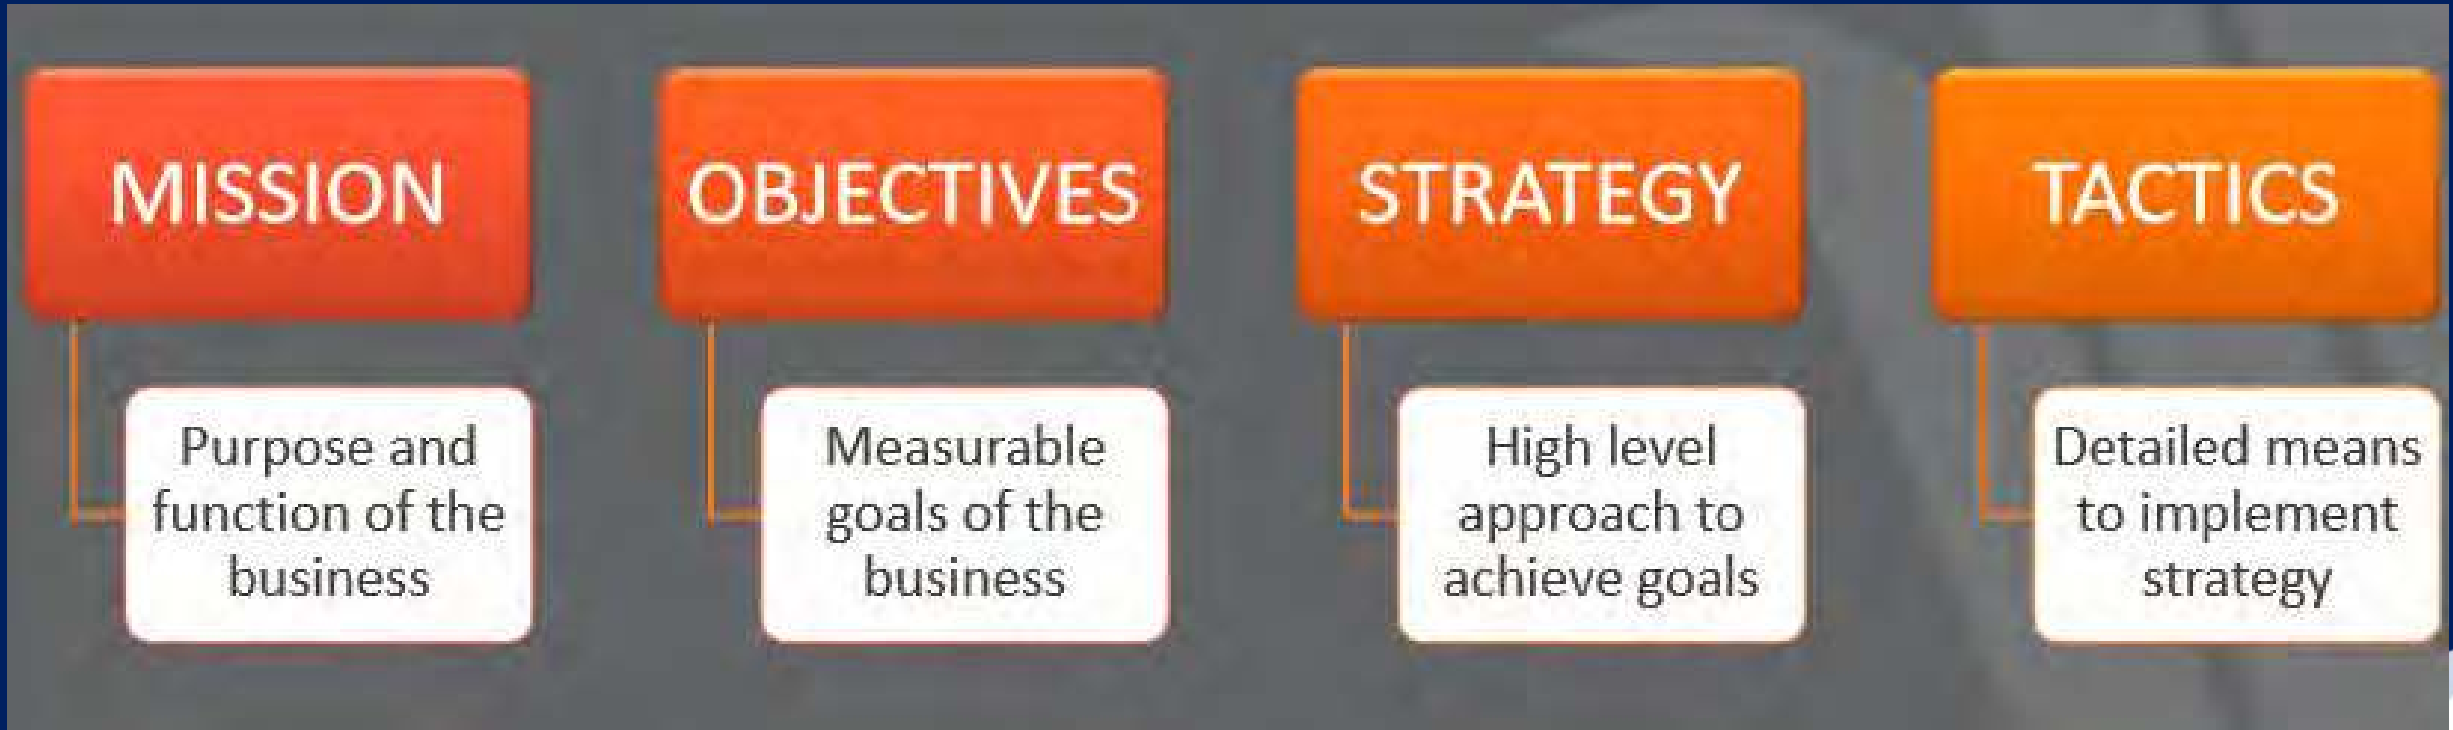 MISSION
Purpose and
function of the
business
OBJECTIVES
Measurable
goals of the
business
STRATEGY
High level
approach to
achieve goals
TACTICS
Detailed means
to implement
strategy